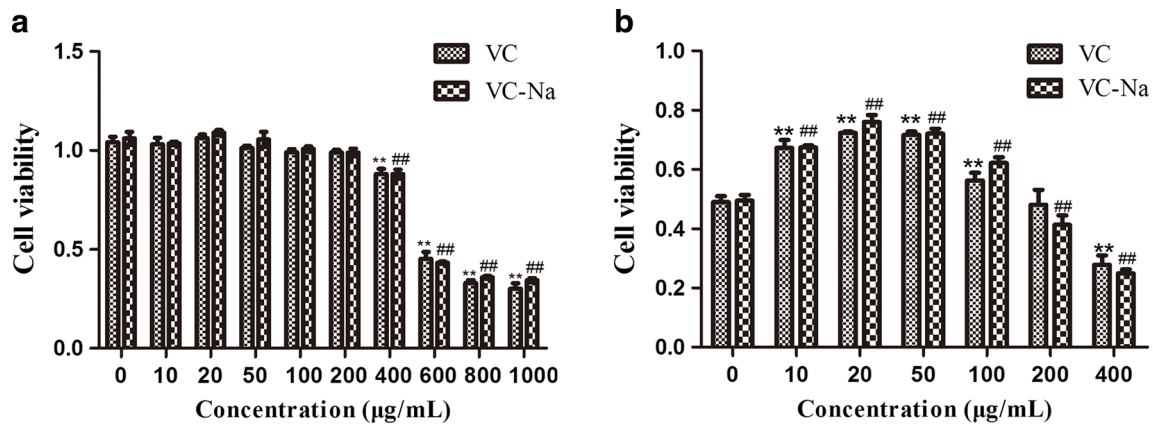 a
1.5
1.0
0.5
0.0
Cell viability
VC
VC-Na
** ##
** ##
** ##
** ##
0 10 20 50 100 200 400 600 800 1000
Concentration (µg/mL)
b
1.0
0.8
0.6
0.4
0.2
0.0
Cell viability
VC
VC-Na
** ##
** ##
** ##
** ##
##
** ##
0 10 20 50 100 200 400
Concentration (µg/mL)